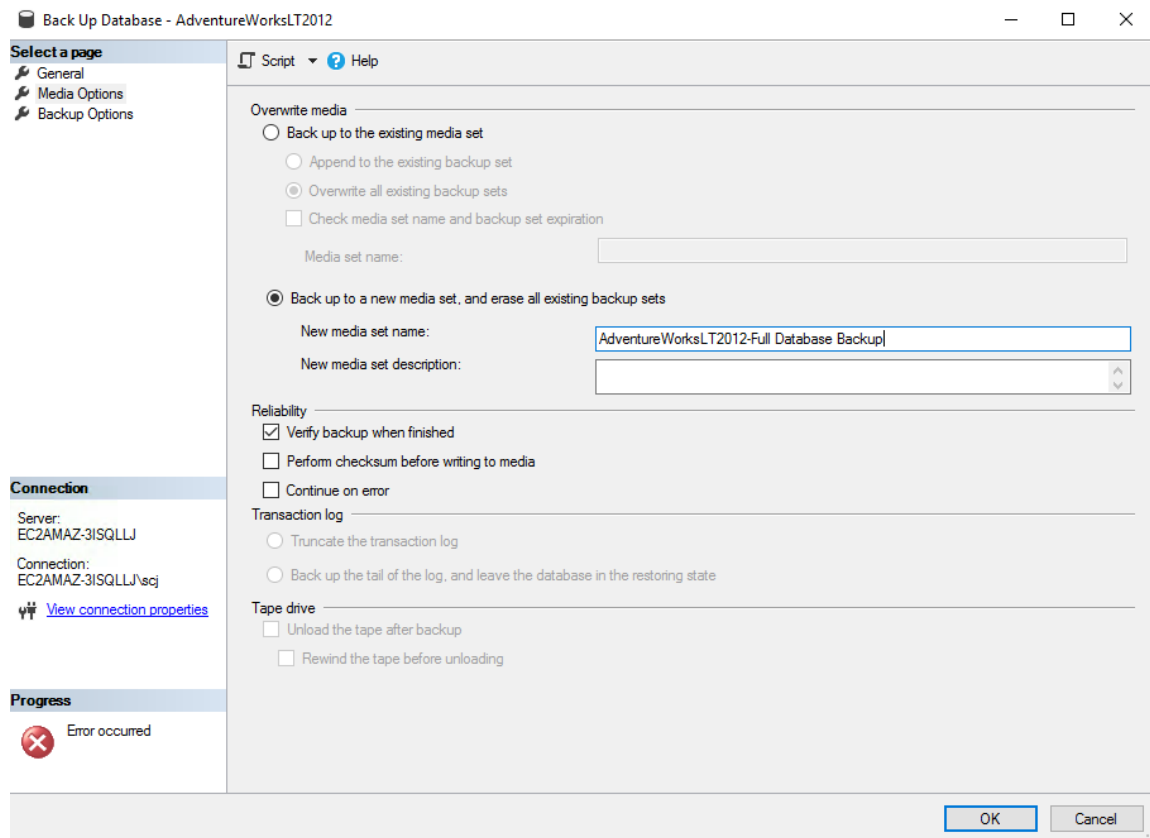 Back Up Database - AdventureWorksLT2012
Select a page
General
Media Options
Backup Options
Script
Help
Overwrite media
Back up to the existing media set
Append to the existing backup set
Overwrite all existing backup sets
Check media set name and backup set expiration
Media set name:
Back up to a new media set, and erase all existing backup sets
New media set name:
AdventureWorksLT2012-Full Database Backup
New media set description:
Reliability
Verify backup when finished
Perform checksum before writing to media
Continue on error
Transaction log
Truncate the transaction log
Back up the tail of the log, and leave the database in the restoring state
Tape drive
Unload the tape after backup
Rewind the tape before unloading
Connection
Server:
EC2AMAZ-3ISQLLJ
Connection:
EC2AMAZ-3ISQLLJ\scj
View connection properties
Progress
Error occurred
OK
Cancel